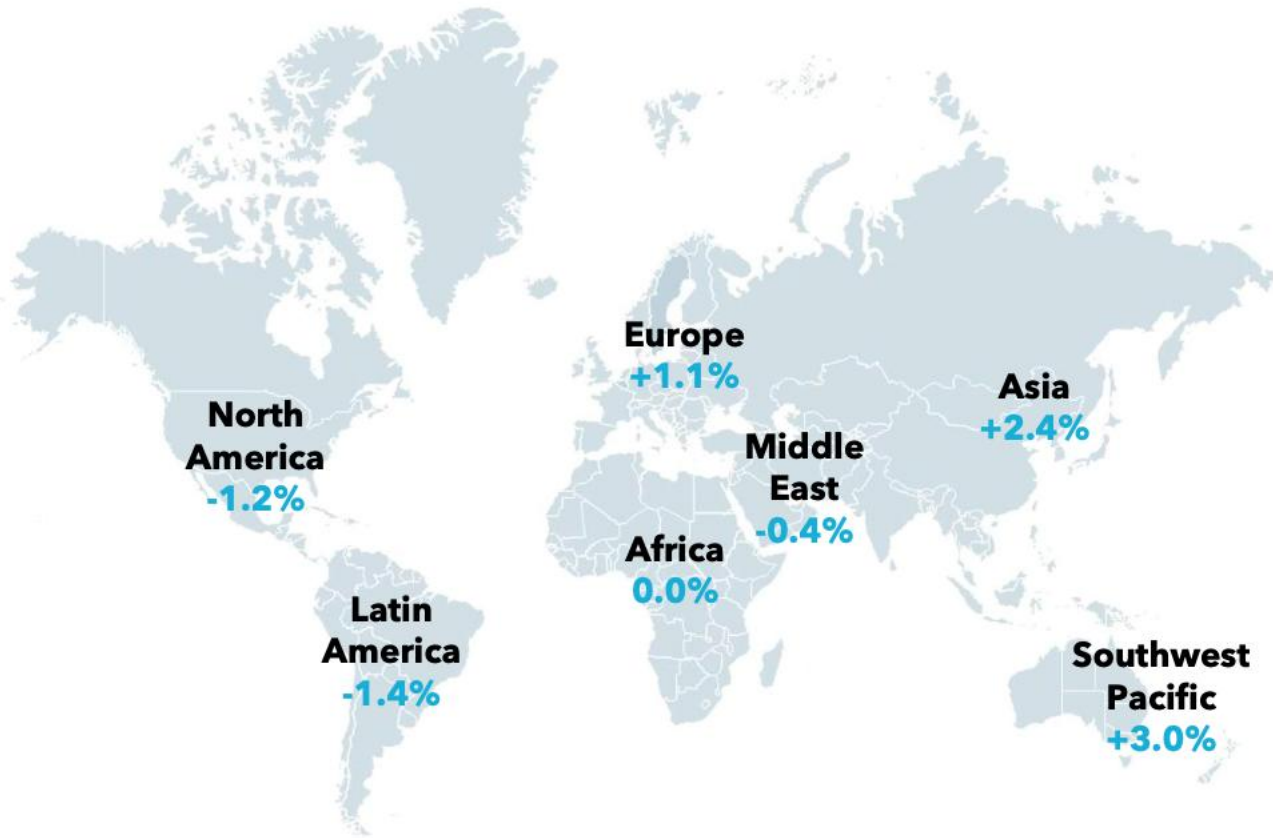 Europe
+1.1%
Asia
+2.4%
North
America
-1.2%
Middle
East
-0.4%
Africa
0.0%
Latin
America
-1.4%
Southwest
Pacific
+3.0%